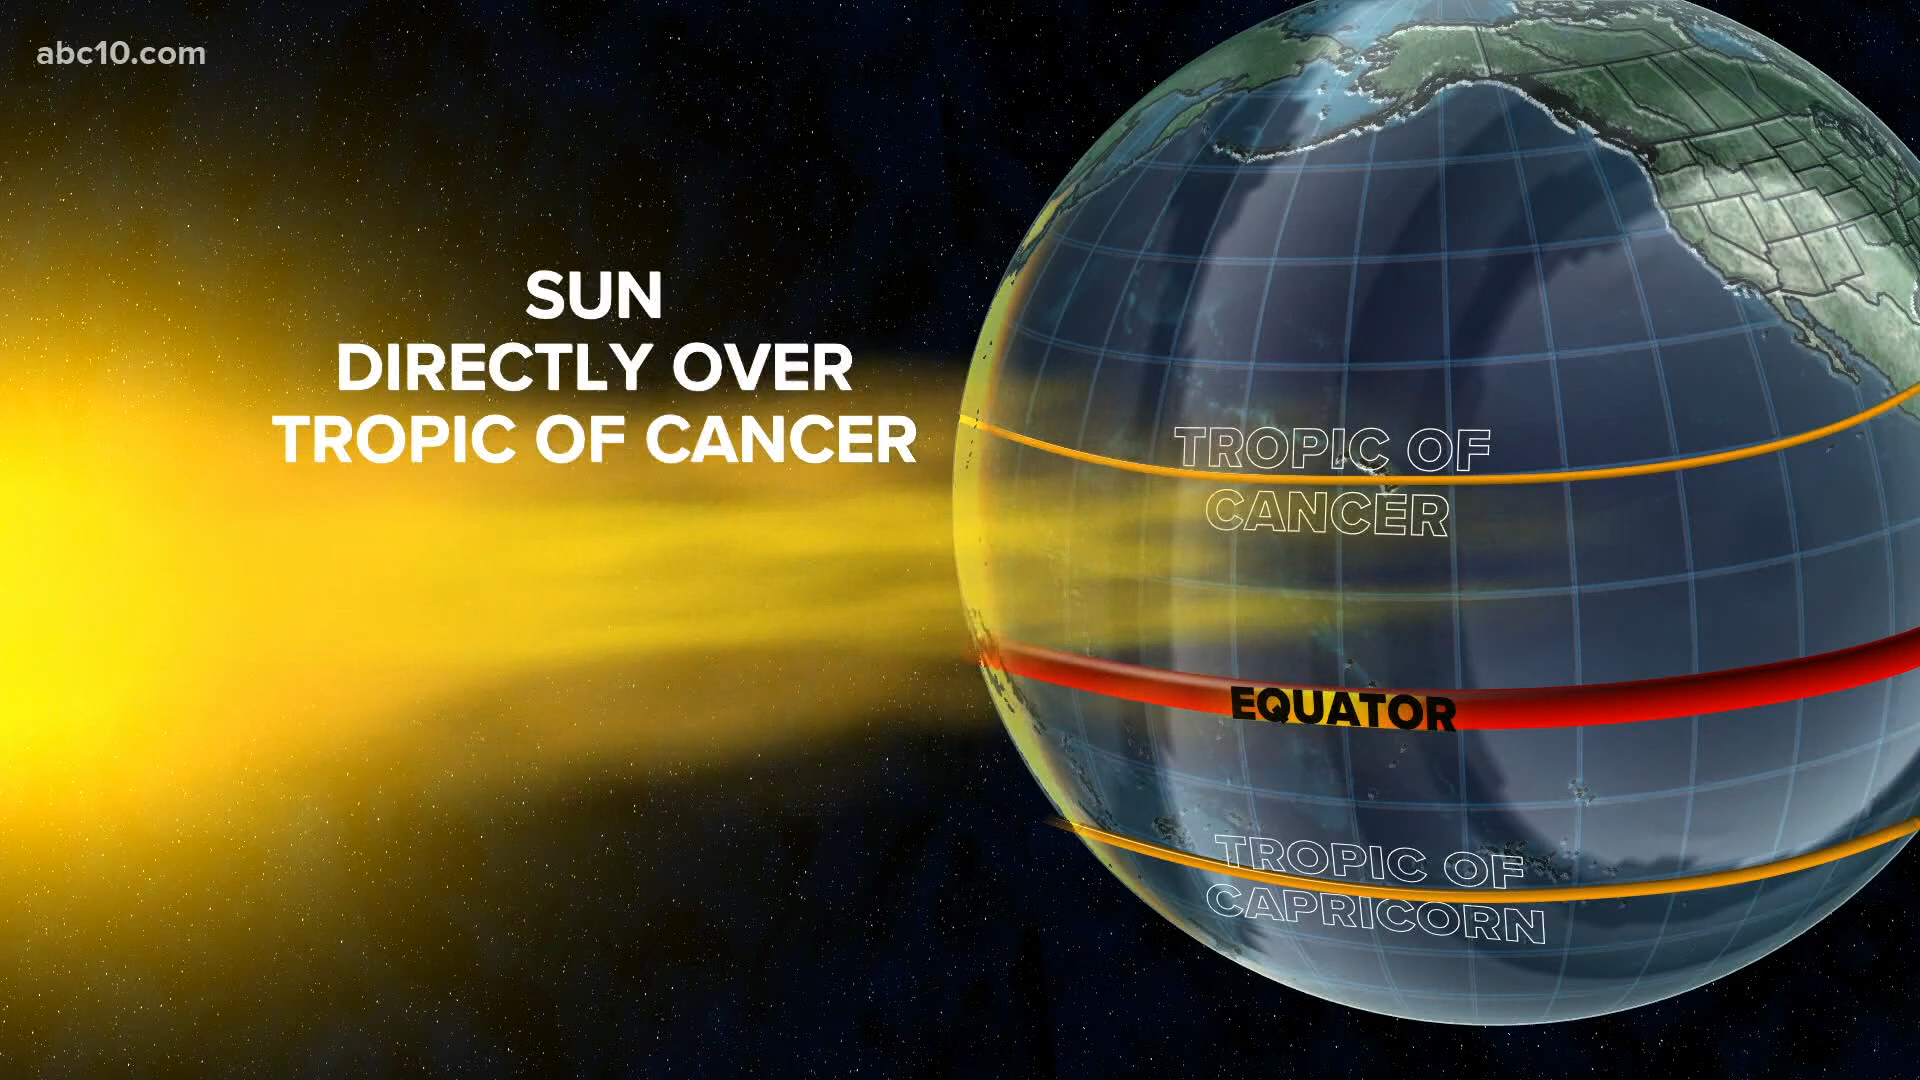 abc10.com
SUN
DIRECTLY OVER
TROPIC OF CANCER
TROPIC OF
CANCER
EQUATOR
TROPIC OF
CAPRICORN